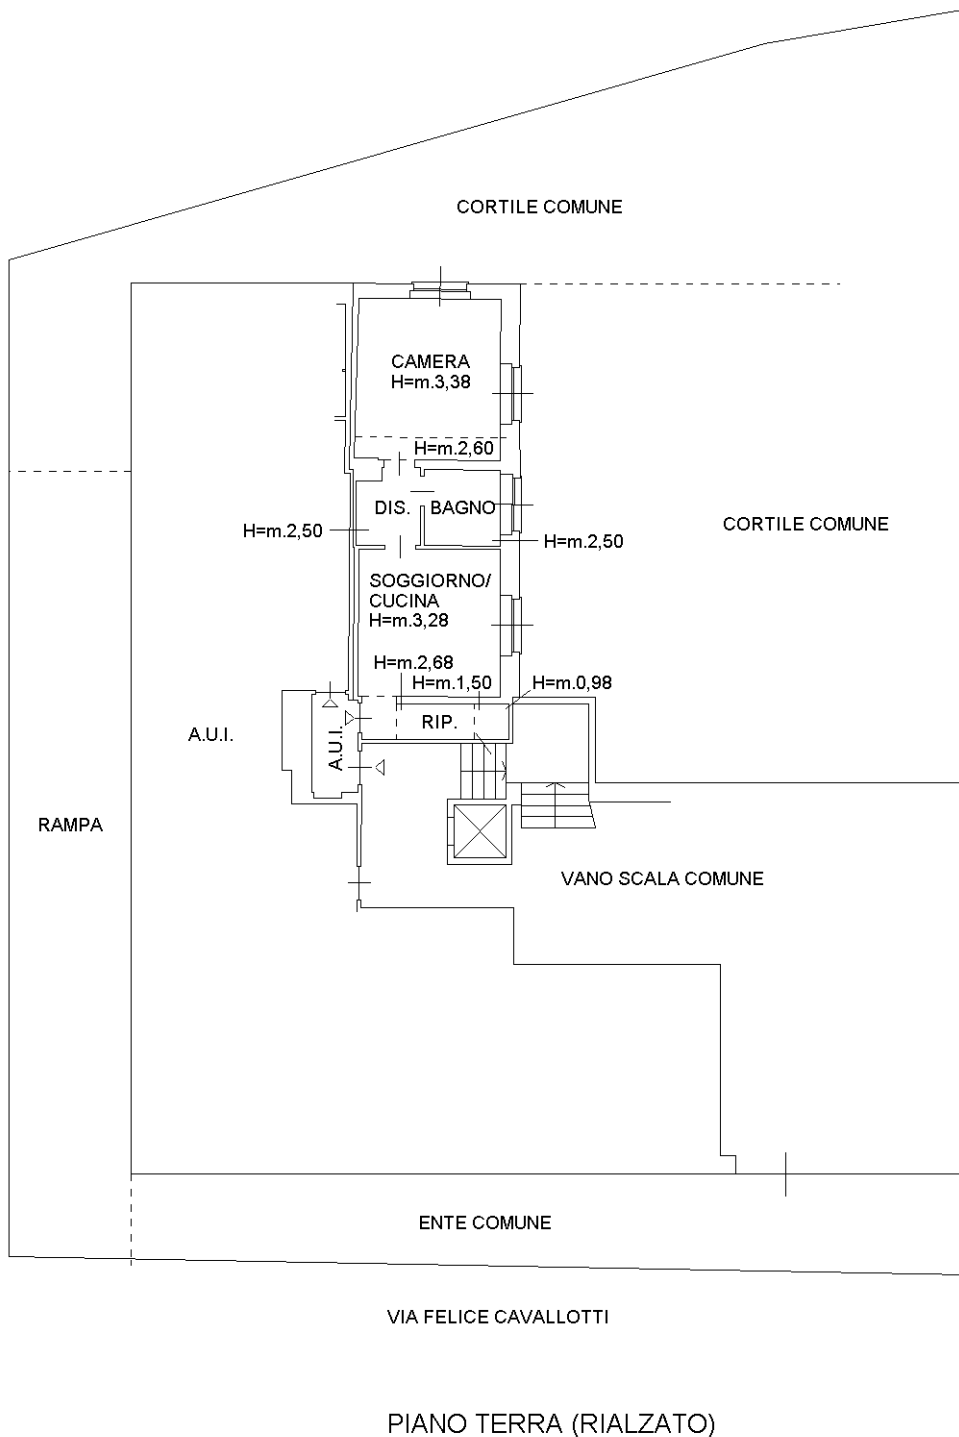 CORTILE COMUNE
CAMERA
H=m.3,38
H=m.2,60
DIS.
BAGNO
H=m.2,50
H=m.2,50
CORTILE COMUNE
SOGGIORNO/
CUCINA
H=m.3,28
H=m.2,68
H=m.1,50
H=m.0,98
RIP.
A.U.I.
A.U.I.
RAMPA
VANO SCALA COMUNE
ENTE COMUNE
VIA FELICE CAVALLOTTI
PIANO TERRA (RIALZATO)